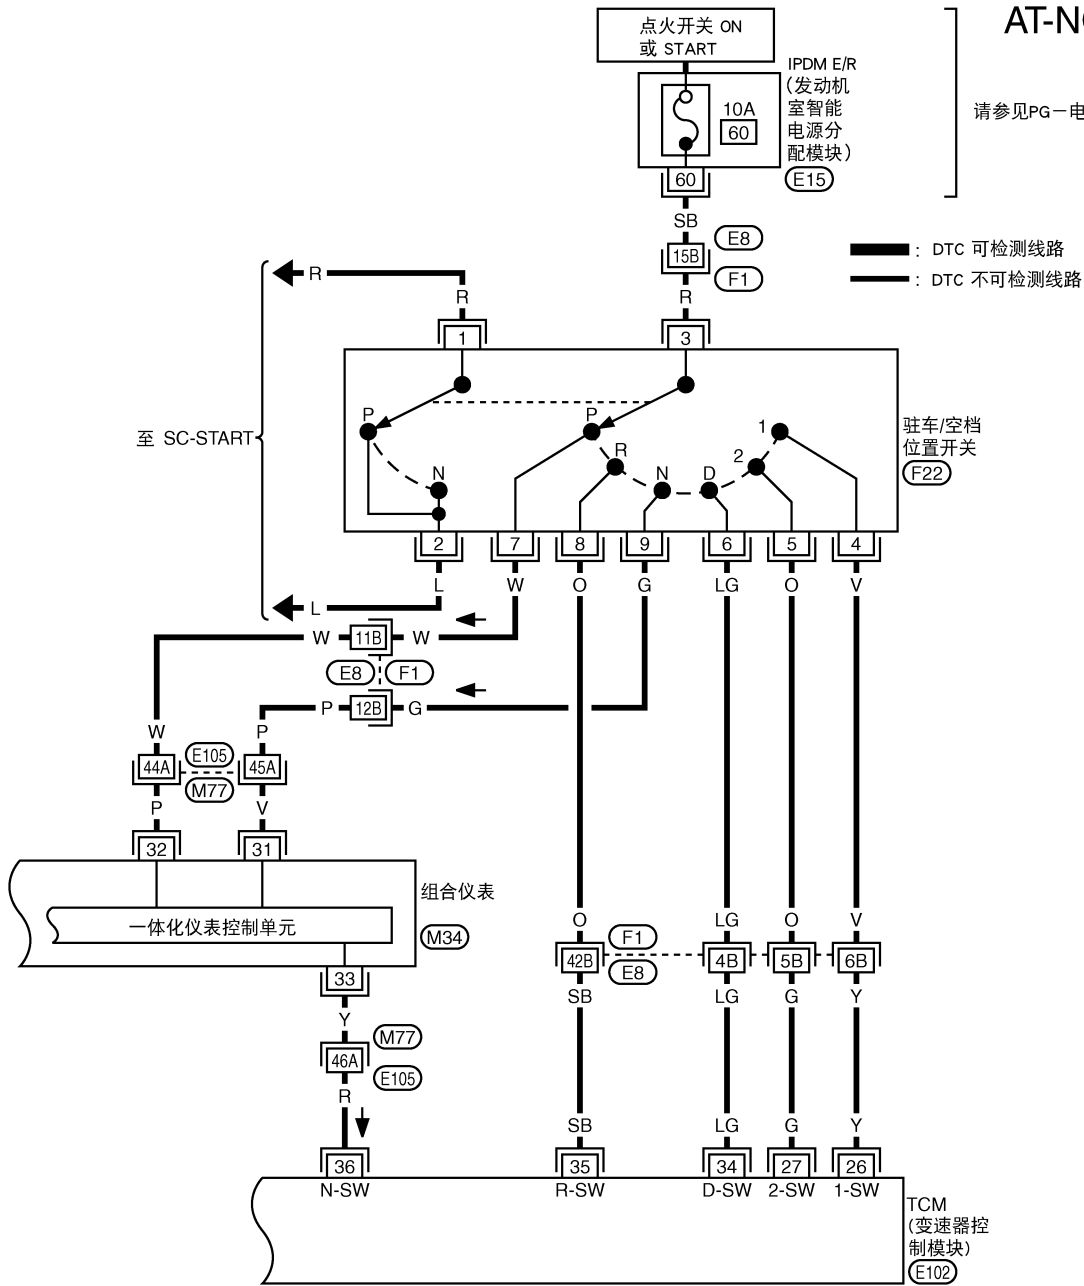 点火开关 ON
或 START
AT-N
IPDM E/R
(发动机
室智能
电源分
配模块)
10A
60
请参见PG-电
60
E15
SB
E8
15B
F1
: DTC 可检测线路
: DTC 不可检测线路
R
R
R
1
3
P
P
R
N
N
D
2
1
至 SC-START
驻车/空档
位置开关
F22
2
7
8
9
6
5
4
L
W
O
G
LG
O
V
L
W
11B
W
E8
F1
P
12B
G
W
P
E105
44A
45A
M77
P
V
32
31
组合仪表
一体化仪表控制单元
M34
O
LG
O
V
F1
42B
4B
5B
6B
E8
33
SB
LG
G
Y
Y
M77
46A
E105
R
SB
LG
G
Y
36
35
34
27
26
N-SW
R-SW
D-SW
2-SW
1-SW
TCM
(变速器控
制模块)
E102